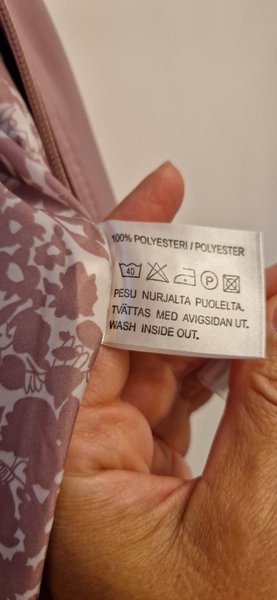 100% POLYESTERI / POLYESTER
40 P
PESU NURJALTA PUOLELTA.
TVÄTTAS MED AVIGSIDAN UT.
WASH INSIDE OUT.